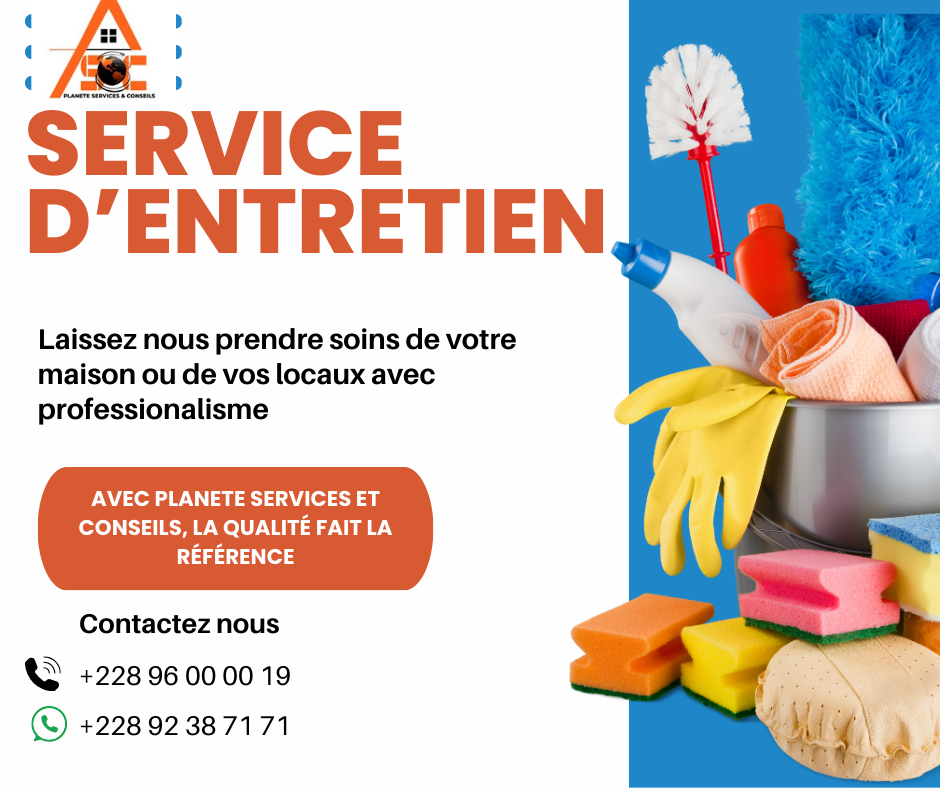 PLANETE SERVICES & CONSEILS
SERVICE
D’ENTRETIEN
Laissez nous prendre soins de votre
maison ou de vos locaux avec
professionalisme
AVEC PLANETE SERVICES ET
CONSEILS, LA QUALITÉ FAIT LA
RÉFÉRENCE
Contactez nous
+228 96 00 00 19
+228 92 38 71 71